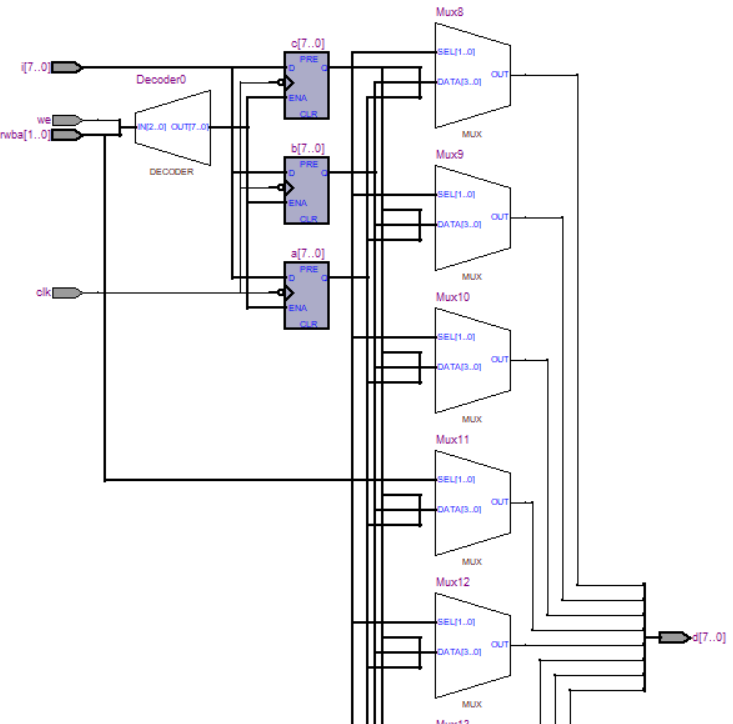 Mux8
c[7..0]
PRE
D
Q
ENA
CLR
i[7..0]
Decoder0
we
rwba[1..0]
IN[2..0]
OUT[7..0]
DECODER
SEL[1..0]
DATA[3..0]
OUT
MUX
b[7..0]
PRE
D
Q
ENA
CLR
Mux9
SEL[1..0]
DATA[3..0]
OUT
MUX
a[7..0]
PRE
D
Q
ENA
CLR
clk
Mux10
SEL[1..0]
DATA[3..0]
OUT
MUX
Mux11
SEL[1..0]
DATA[3..0]
OUT
MUX
Mux12
SEL[1..0]
DATA[3..0]
OUT
MUX
d[7..0]
Mux13